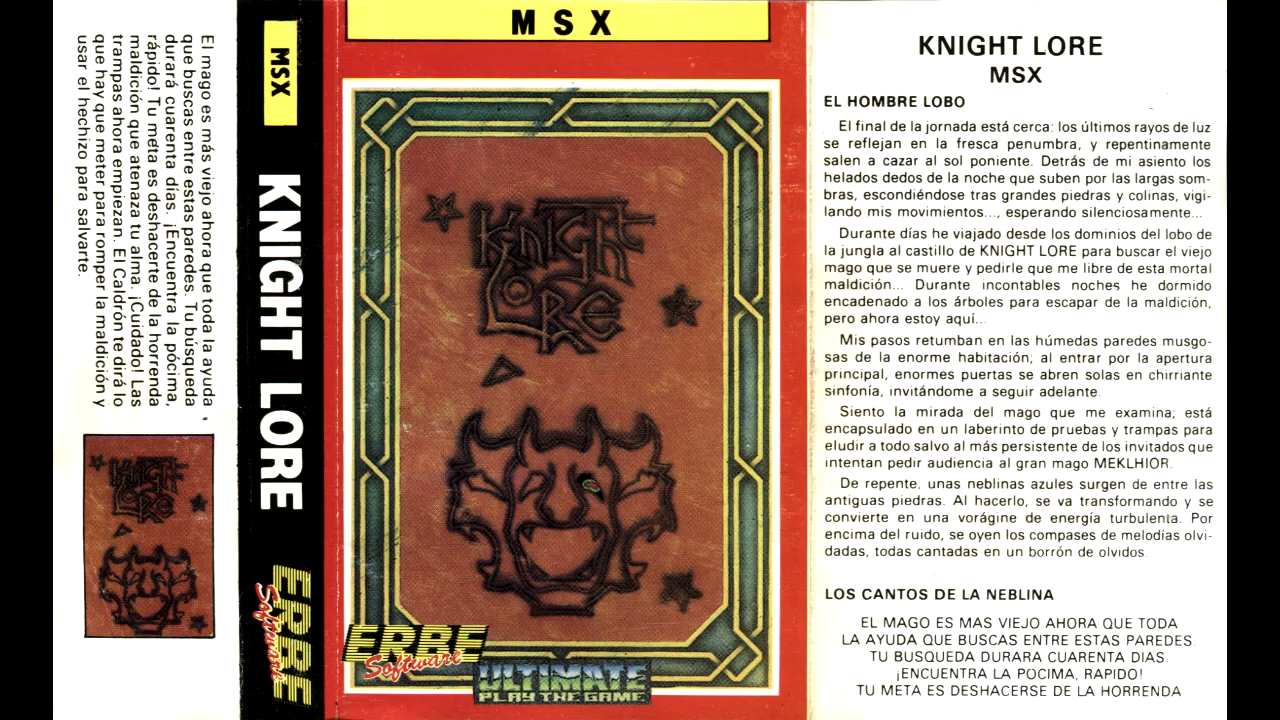 El mago es más viejo ahora que toda la ayuda
que buscas entre estas paredes. Tu búsqueda
durará cuarenta días. ¡Encuentra la pócima,
rápido! Tu meta es deshacerte de la horrenda
maldición que atenaza tu alma. ¡Cuidado! Las
trampas ahora empiezan. El Caldrón te dirá lo
que hay que meter para romper la maldición y
usar el hechizo para salvarte.
KNIGHT
LORE
MSX
KNIGHT LORE
ERBE
Software
MSX
KNIGHT
LORE
ERBE
Software
ULTIMATE
PLAY THE GAME
KNIGHT LORE
MSX
EL HOMBRE LOBO
El final de la jornada está cerca: los últimos rayos de luz
se reflejan en la fresca penumbra, y repentinamente
salen a cazar al sol poniente. Detrás de mi asiento los
helados dedos de la noche que suben por las largas som-
bras, escondiéndose tras grandes piedras y colinas, vigi-
lando mis movimientos..., esperando silenciosamente...
Durante días he viajado desde los dominios del lobo de
la jungla al castillo de KNIGHT LORE para buscar el viejo
mago que se muere y pedirle que me libre de esta mortal
maldición... Durante incontables noches he dormido
encadenado a los árboles para escapar de la maldición,
pero ahora estoy aquí...
Mis pasos retumban en las húmedas paredes musgo-
sas de la enorme habitación; al entrar por la apertura
principal, enormes puertas se abren solas en chirriante
sinfonía, invitándome a seguir adelante.
Siento la mirada del mago que me examina; está
encapsulado en un laberinto de pruebas y trampas para
eludir a todo salvo al más persistente de los invitados que
intentan pedir audiencia al gran mago MEKLHIOR.
De repente, unas neblinas azules surgen de entre las
antiguas piedras. Al hacerlo, se va transformando y se
convierte en una vorágine de energía turbulenta. Por
encima del ruido, se oyen los compases de melodías olvi-
dadas, todas cantadas en un borrón de olvidos.
LOS CANTOS DE LA NEBLINA
EL MAGO ES MAS VIEJO AHORA QUE TODA
LA AYUDA QUE BUSCAS ENTRE ESTAS PAREDES.
TU BUSQUEDA DURARA CUARENTA DIAS.
¡ENCUENTRA LA POCIMA, RAPIDO!
TU META ES DESHACERSE DE LA HORRENDA